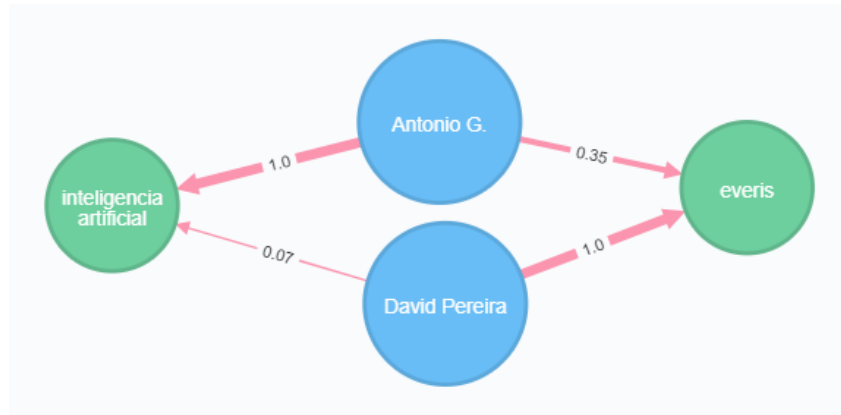 Antonio G.
1.0
0.35
inteligencia
artificial
everis
0.07
1.0
David Pereira